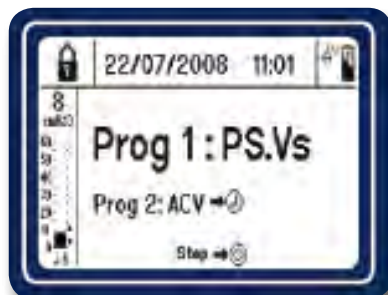 22/07/2008 11:01
8
Prog 1 : PS.Vs
Prog 2: ACV
Stop